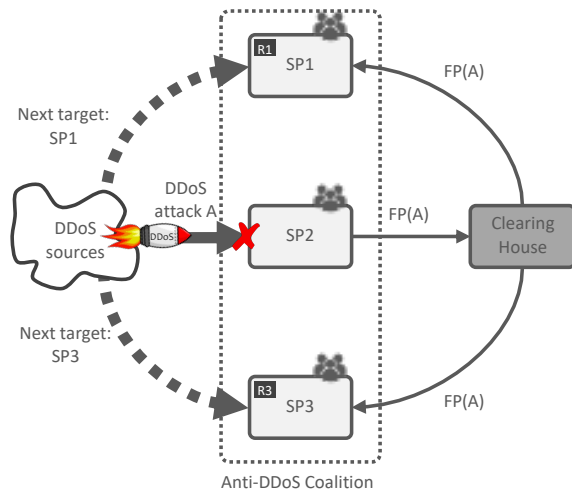 R1
SP1
FP(A)
Next target:
SP1
DDoS
attack A
DDoS
sources
DDoS
SP2
FP(A)
Clearing
House
Next target:
SP3
R3
SP3
FP(A)
Anti-DDoS Coalition